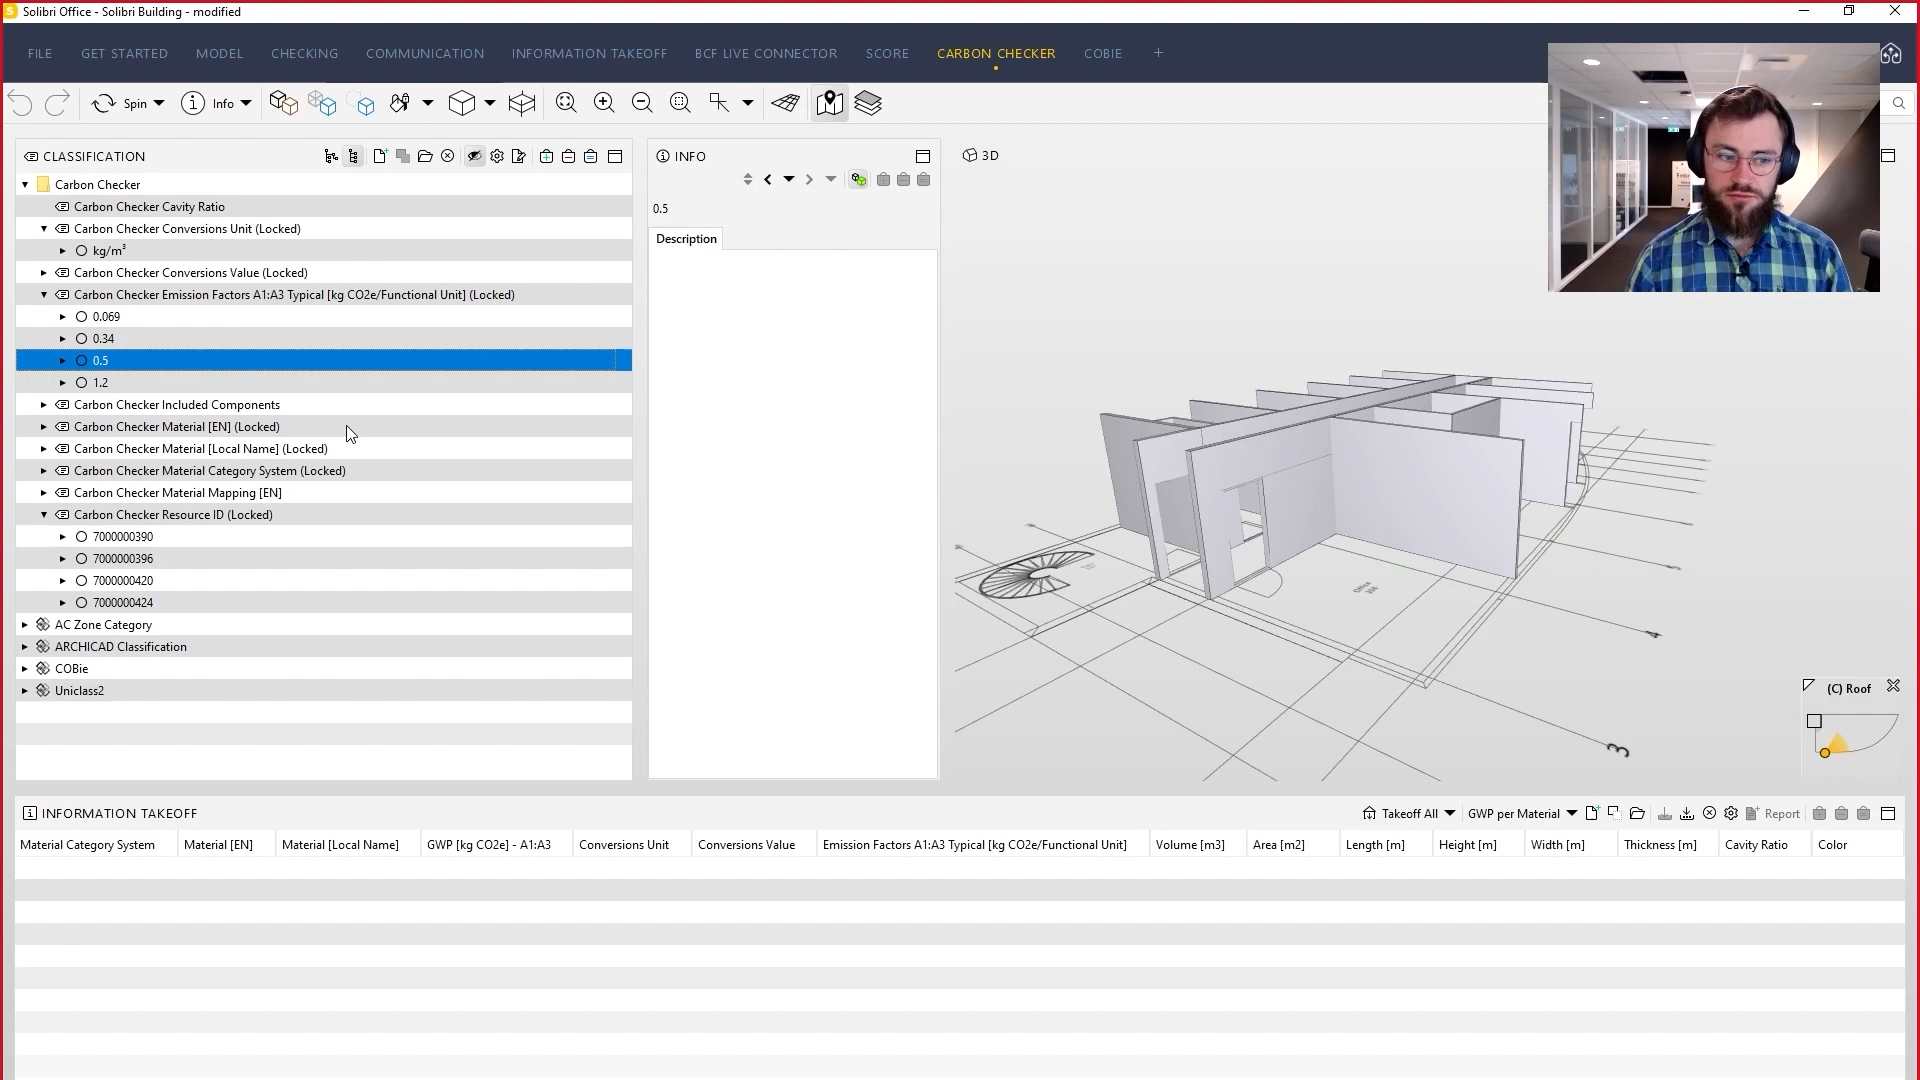 Solibri Office - Solibri Building - modified
FILE GET STARTED MODEL CHECKING COMMUNICATION INFORMATION TAKEOFF BCF LIVE CONNECTOR SCORE CARBON CHECKER COBIE +
Spin Info
CLASSIFICATION
Carbon Checker
Carbon Checker Cavity Ratio
Carbon Checker Conversions Unit (Locked)
kg/m³
Carbon Checker Conversions Value (Locked)
Carbon Checker Emission Factors A1:A3 Typical [kg CO2e/Functional Unit] (Locked)
0.069
0.34
0.5
1.2
Carbon Checker Included Components
Carbon Checker Material [EN] (Locked)
Carbon Checker Material [Local Name] (Locked)
Carbon Checker Material Category System (Locked)
Carbon Checker Material Mapping [EN]
Carbon Checker Resource ID (Locked)
7000000390
7000000396
7000000420
7000000424
AC Zone Category
ARCHICAD Classification
COBie
Uniclass2
INFO
0.5
Description
3D
4
3
(C) Roof
INFORMATION TAKEOFF
Takeoff All GWP per Material Report
Material Category System Material [EN] Material [Local Name] GWP [kg CO2e] - A1:A3 Conversions Unit Conversions Value Emission Factors A1:A3 Typical [kg CO2e/Functional Unit] Volume [m3] Area [m2] Length [m] Height [m] Width [m] Thickness [m] Cavity Ratio Color